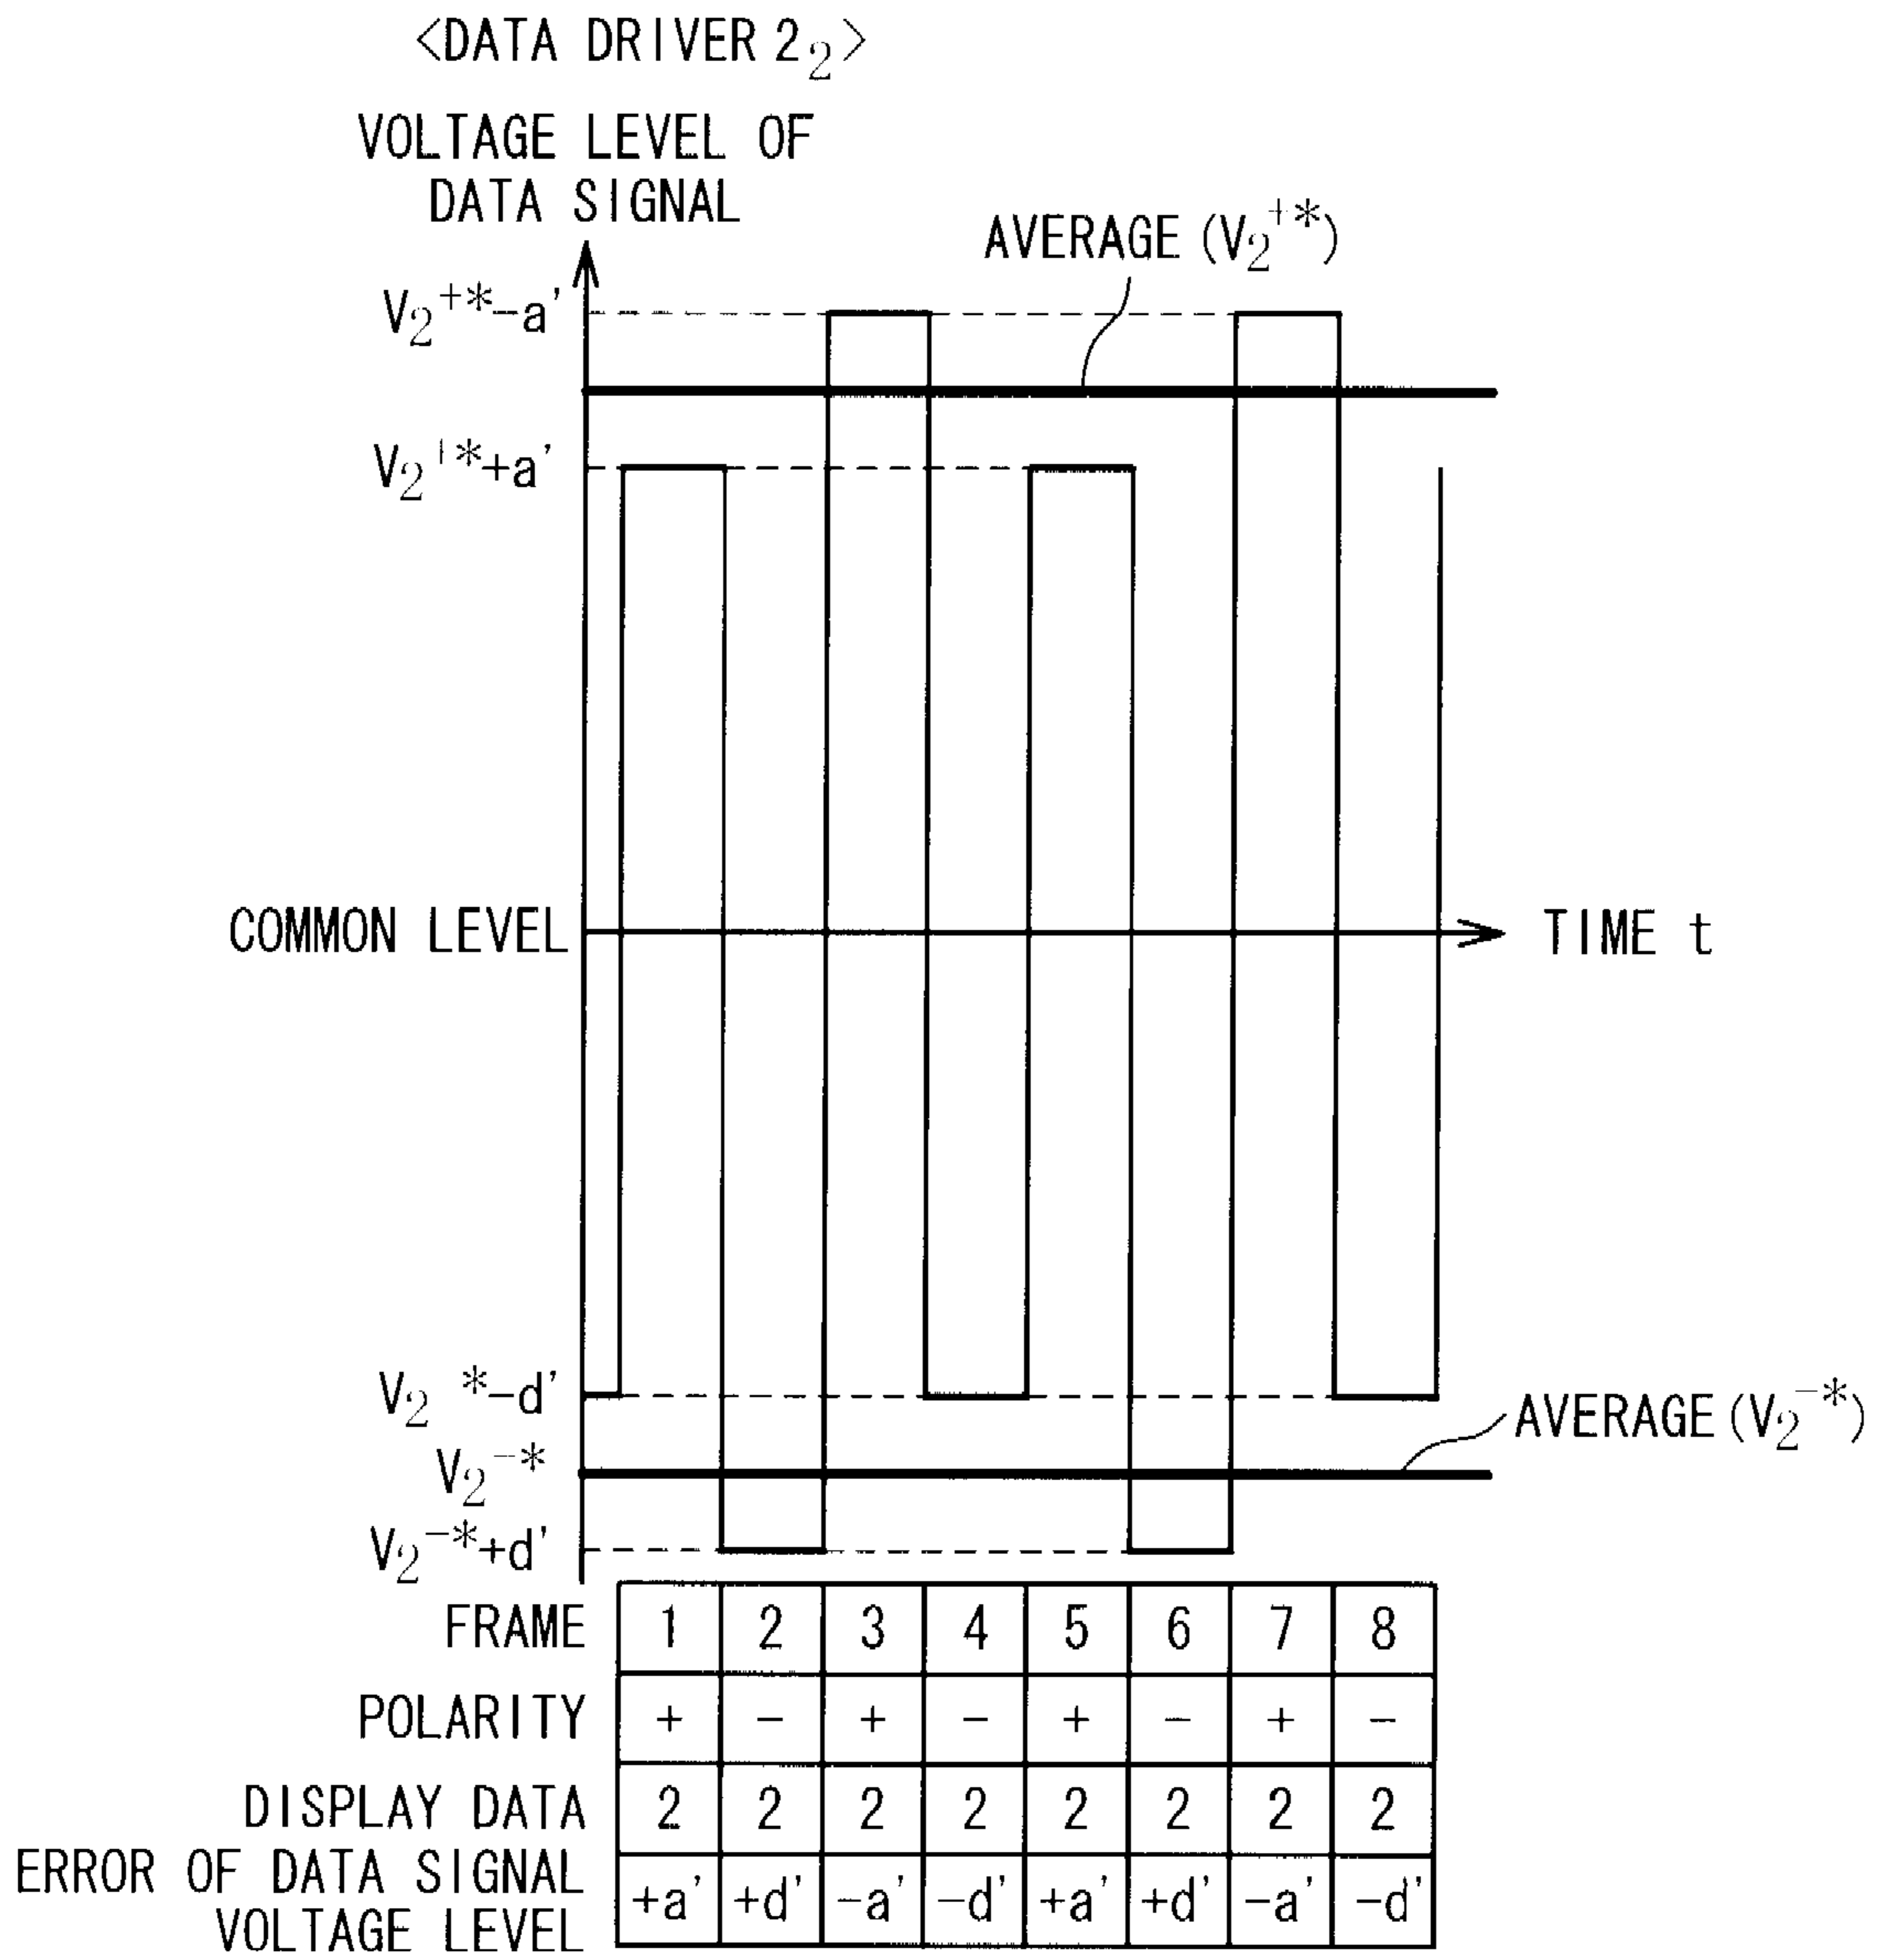 <DATA DRIVER 2₂>
VOLTAGE LEVEL OF
DATA SIGNAL
AVERAGE (V₂⁺*)
V₂⁺*−a'
V₂⁺*+a'
COMMON LEVEL
TIME t
V₂ *−d'
AVERAGE (V₂⁻*)
V₂⁻*
V₂⁻*+d'
FRAME 1 2 3 4 5 6 7 8
POLARITY + − + − + − + −
DISPLAY DATA 2 2 2 2 2 2 2 2
ERROR OF DATA SIGNAL
VOLTAGE LEVEL +a' +d' −a' −d' +a' +d' −a' −d'